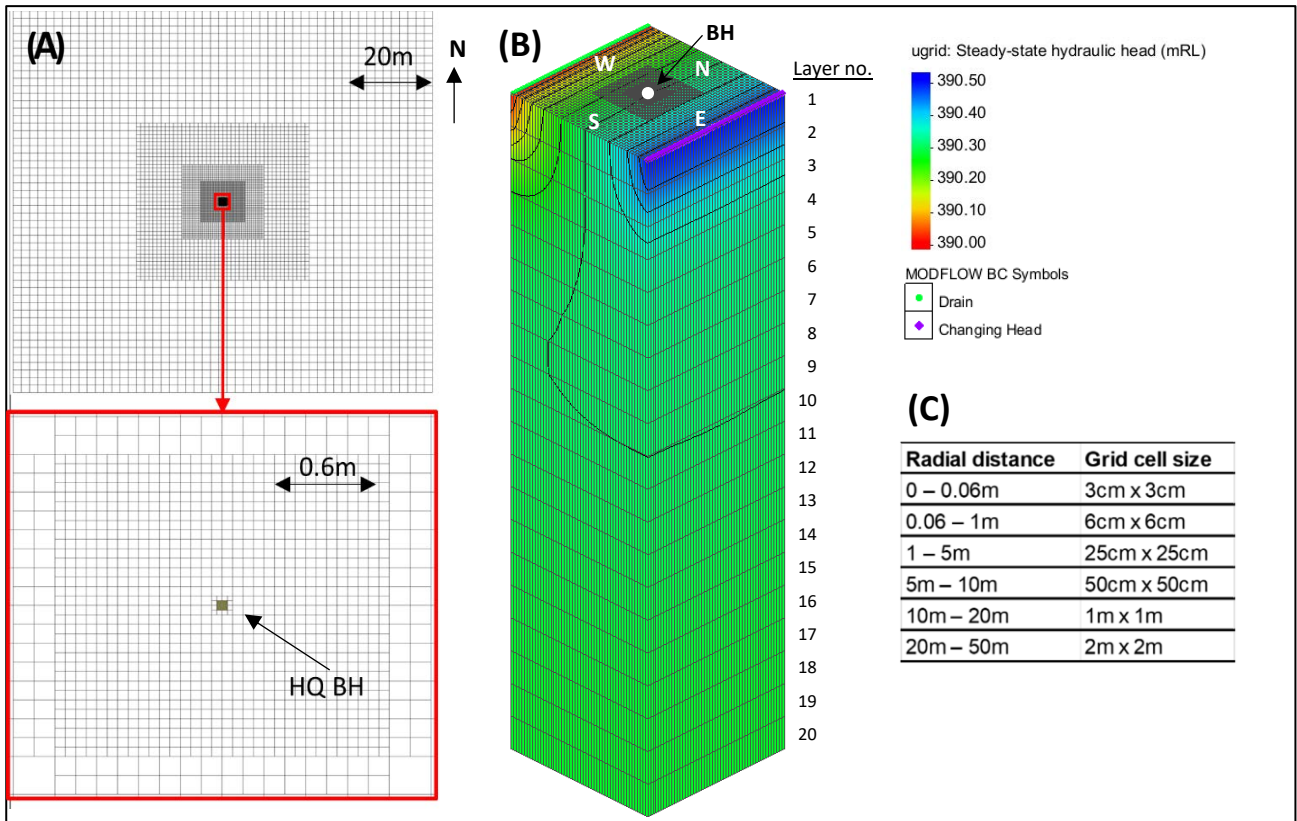 (A)
20m
N
0.6m
HQ BH
(B)
BH
W
N
S
E
Layer no.
1
2
3
4
5
6
7
8
9
10
11
12
13
14
15
16
17
18
19
20
ugrid: Steady-state hydraulic head (mRL)
390.50
390.40
390.30
390.20
390.10
390.00
MODFLOW BC Symbols
Drain
Changing Head
(C)
Radial distance Grid cell size
0 – 0.06m 3cm x 3cm
0.06 – 1m 6cm x 6cm
1 – 5m 25cm x 25cm
5m – 10m 50cm x 50cm
10m – 20m 1m x 1m
20m – 50m 2m x 2m